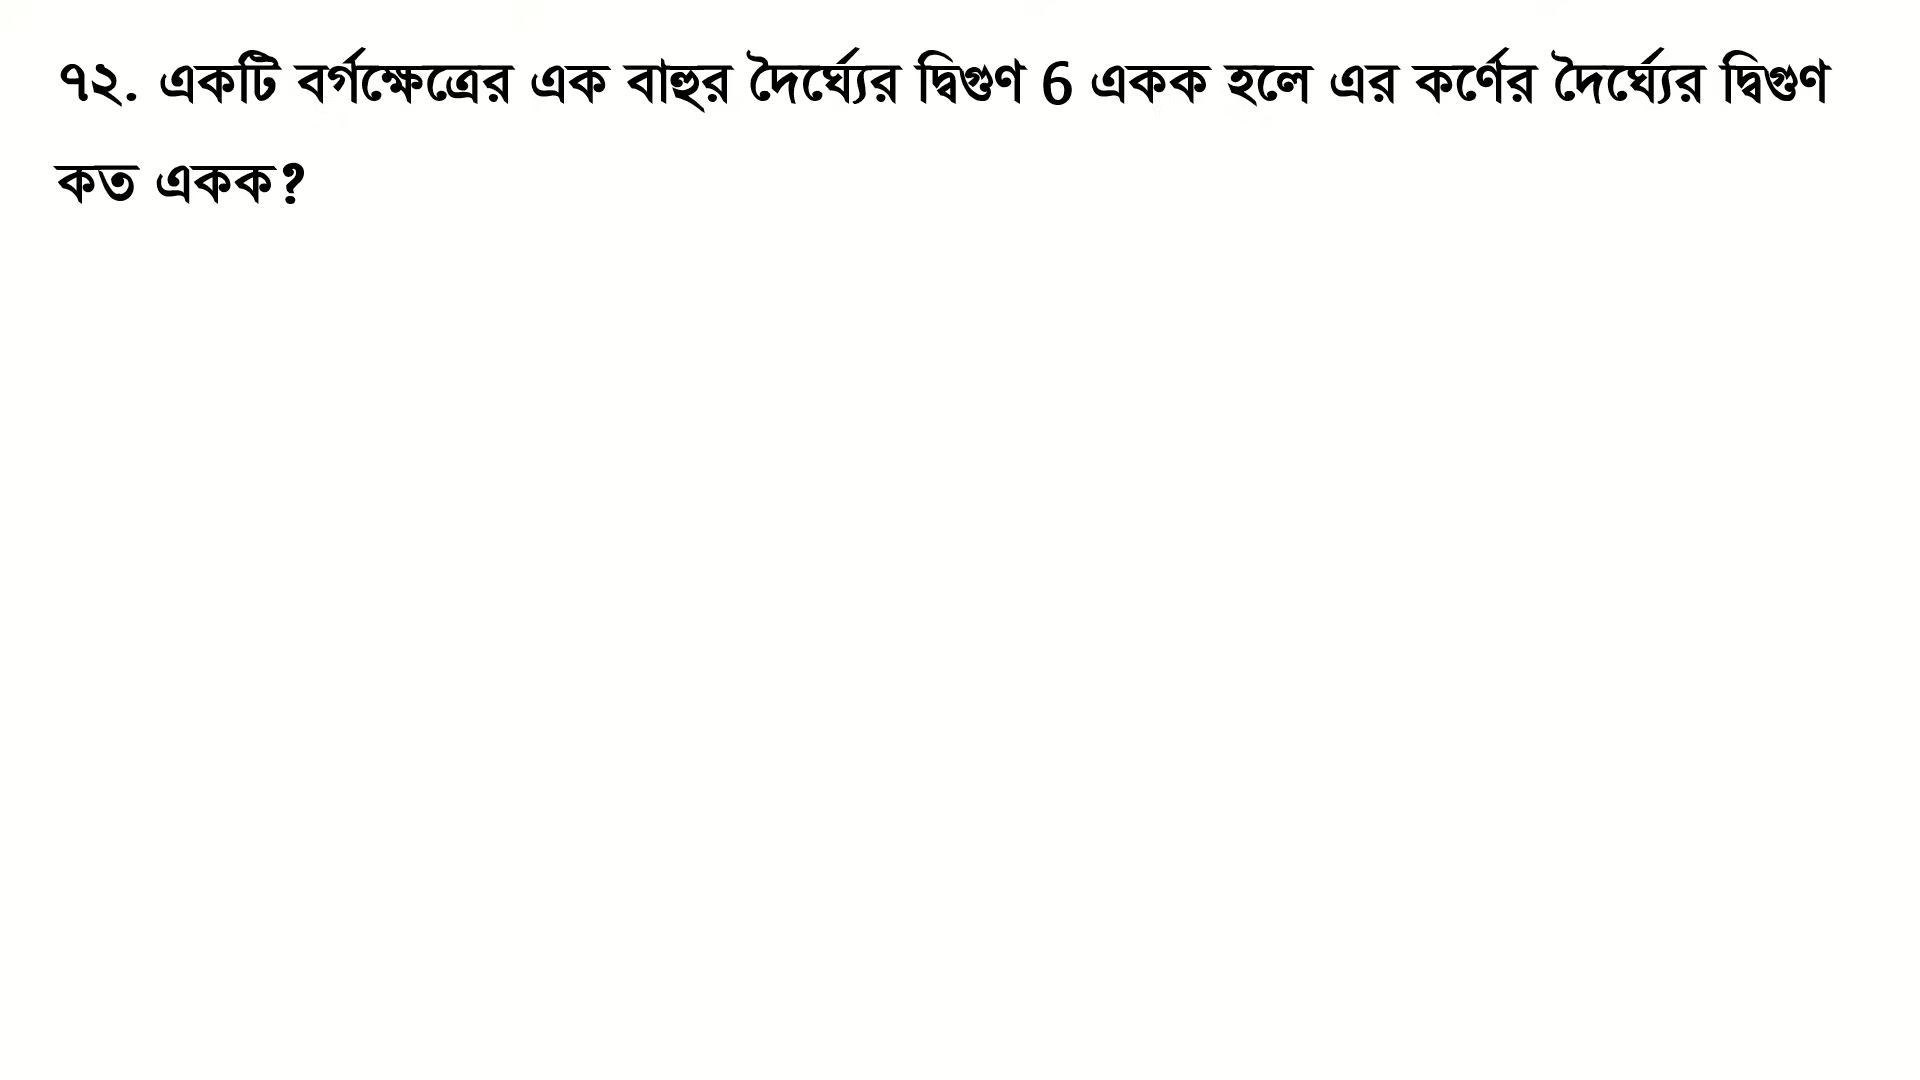 ৭২. একটি বর্গক্ষেত্রের এক বাহুর দৈর্ঘ্যের দ্বিগুণ 6 একক হলে এর কর্ণের দৈর্ঘ্যের দ্বিগুণ
কত একক?